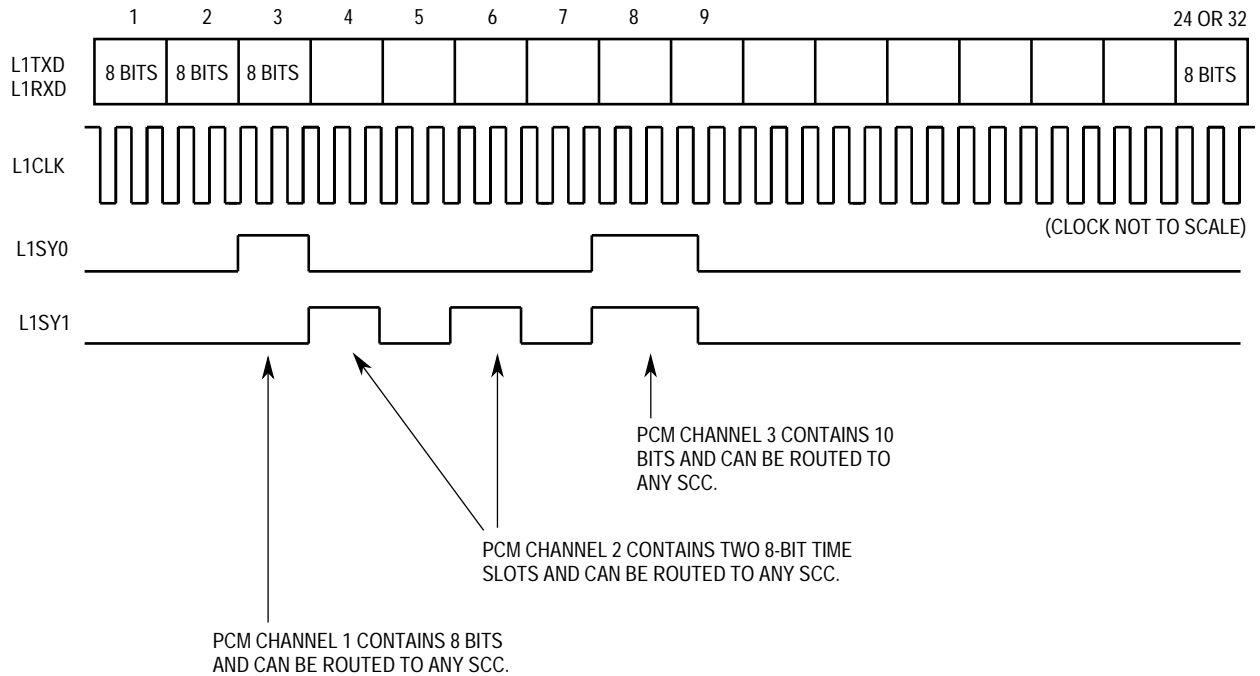 1 2 3 4 5 6 7 8 9 24 OR 32
L1TXD
L1RXD
8 BITS 8 BITS 8 BITS 8 BITS
L1CLK
(CLOCK NOT TO SCALE)
L1SY0
L1SY1
PCM CHANNEL 3 CONTAINS 10
BITS AND CAN BE ROUTED TO
ANY SCC.
PCM CHANNEL 2 CONTAINS TWO 8-BIT TIME
SLOTS AND CAN BE ROUTED TO ANY SCC.
PCM CHANNEL 1 CONTAINS 8 BITS
AND CAN BE ROUTED TO ANY SCC.